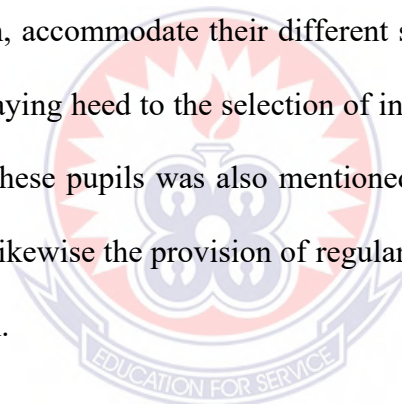 , accommodate their different s
aying heed to the selection of in
hese pupils was also mentioned
ikewise the provision of regular
.
EDUCATION FOR SERVICE